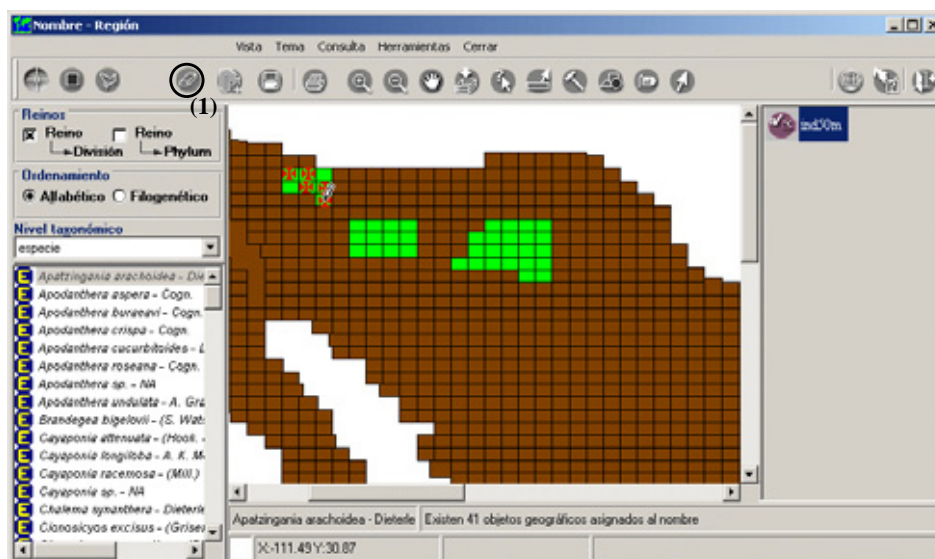 Nombre - Región
Vista Tema Consulta Herramientas Cerrar
(1)
Reinos
Reino Reino
División Phylum
Ordenamiento
Alfabético Filogenético
Nivel taxonómico
especie
E Apatzingania arachoidea - Die
E Apodanthera aspera - Cogn.
E Apodanthera buraeavi - Cogn.
E Apodanthera crispa - Cogn.
E Apodanthera cucurbitoides -
E Apodanthera roseana - Cogn.
E Apodanthera sp. - NA
E Apodanthera undulata - A. Gra
E Brandegea bigelovii - (S. Wats
E Cayaponia attenuata - (Hook.
E Cayaponia longiloba - A. K. M
E Cayaponia racemosa - (Mill.)
E Cayaponia sp. - NA
E Chalema synanthera - Dieterle
E Cionosicyos excisus - (Griseb
md50m
Apatzingania arachoidea - Dieterle Existen 41 objetos geográficos asignados al nombre
X:-111.49 Y:30.87